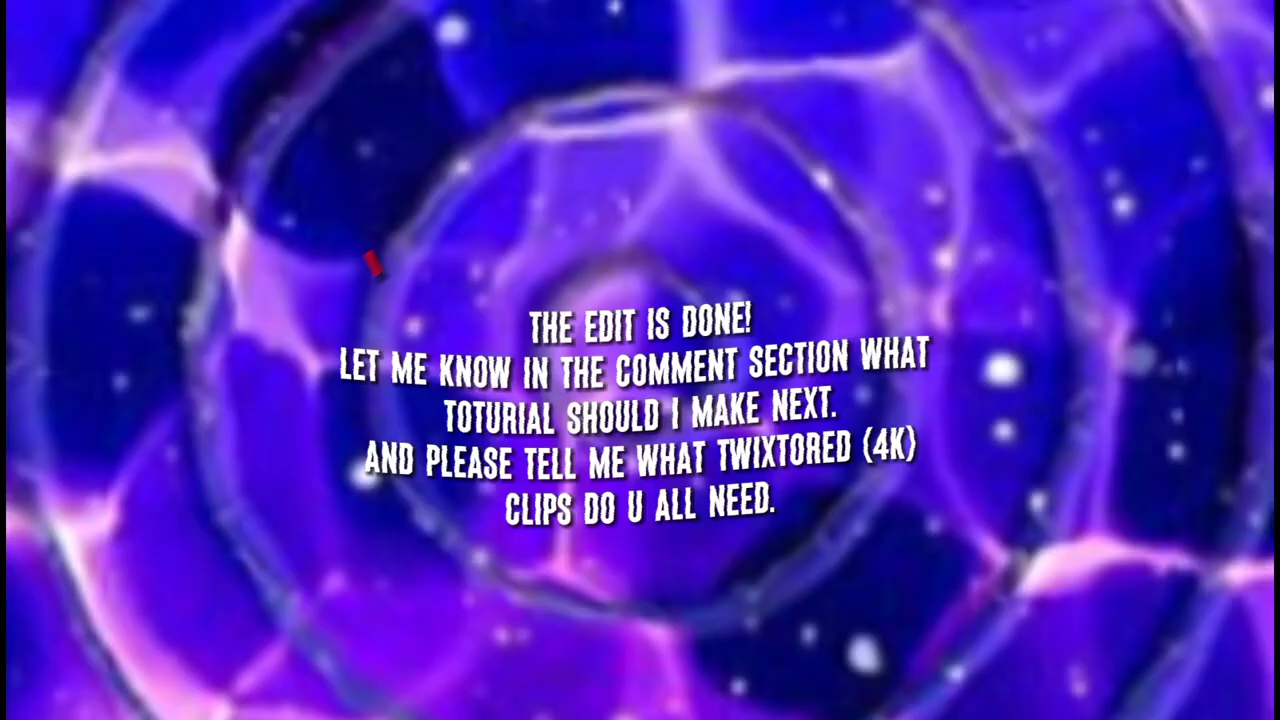 THE EDIT IS DONE!
LET ME KNOW IN THE COMMENT SECTION WHAT
TOTURIAL SHOULD I MAKE NEXT.
AND PLEASE TELL ME WHAT TWIXTORED (4K)
CLIPS DO U ALL NEED.